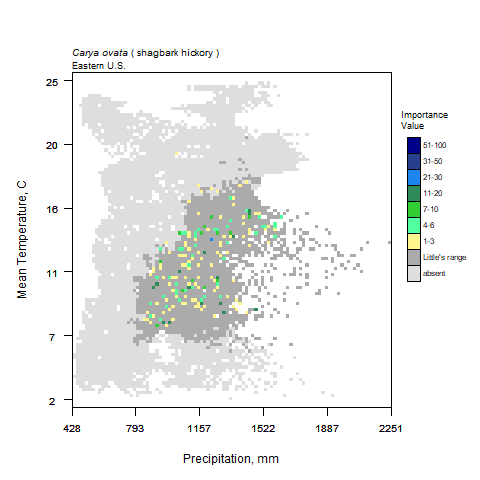 Carya ovata ( shagbark hickory )
Eastern U.S.
Importance
Value
51-100
31-50
21-30
11-20
7-10
4-6
1-3
Little's range
absent
Mean Temperature, C
25
20
16
11
7
2
428 793 1157 1522 1887 2251
Precipitation, mm